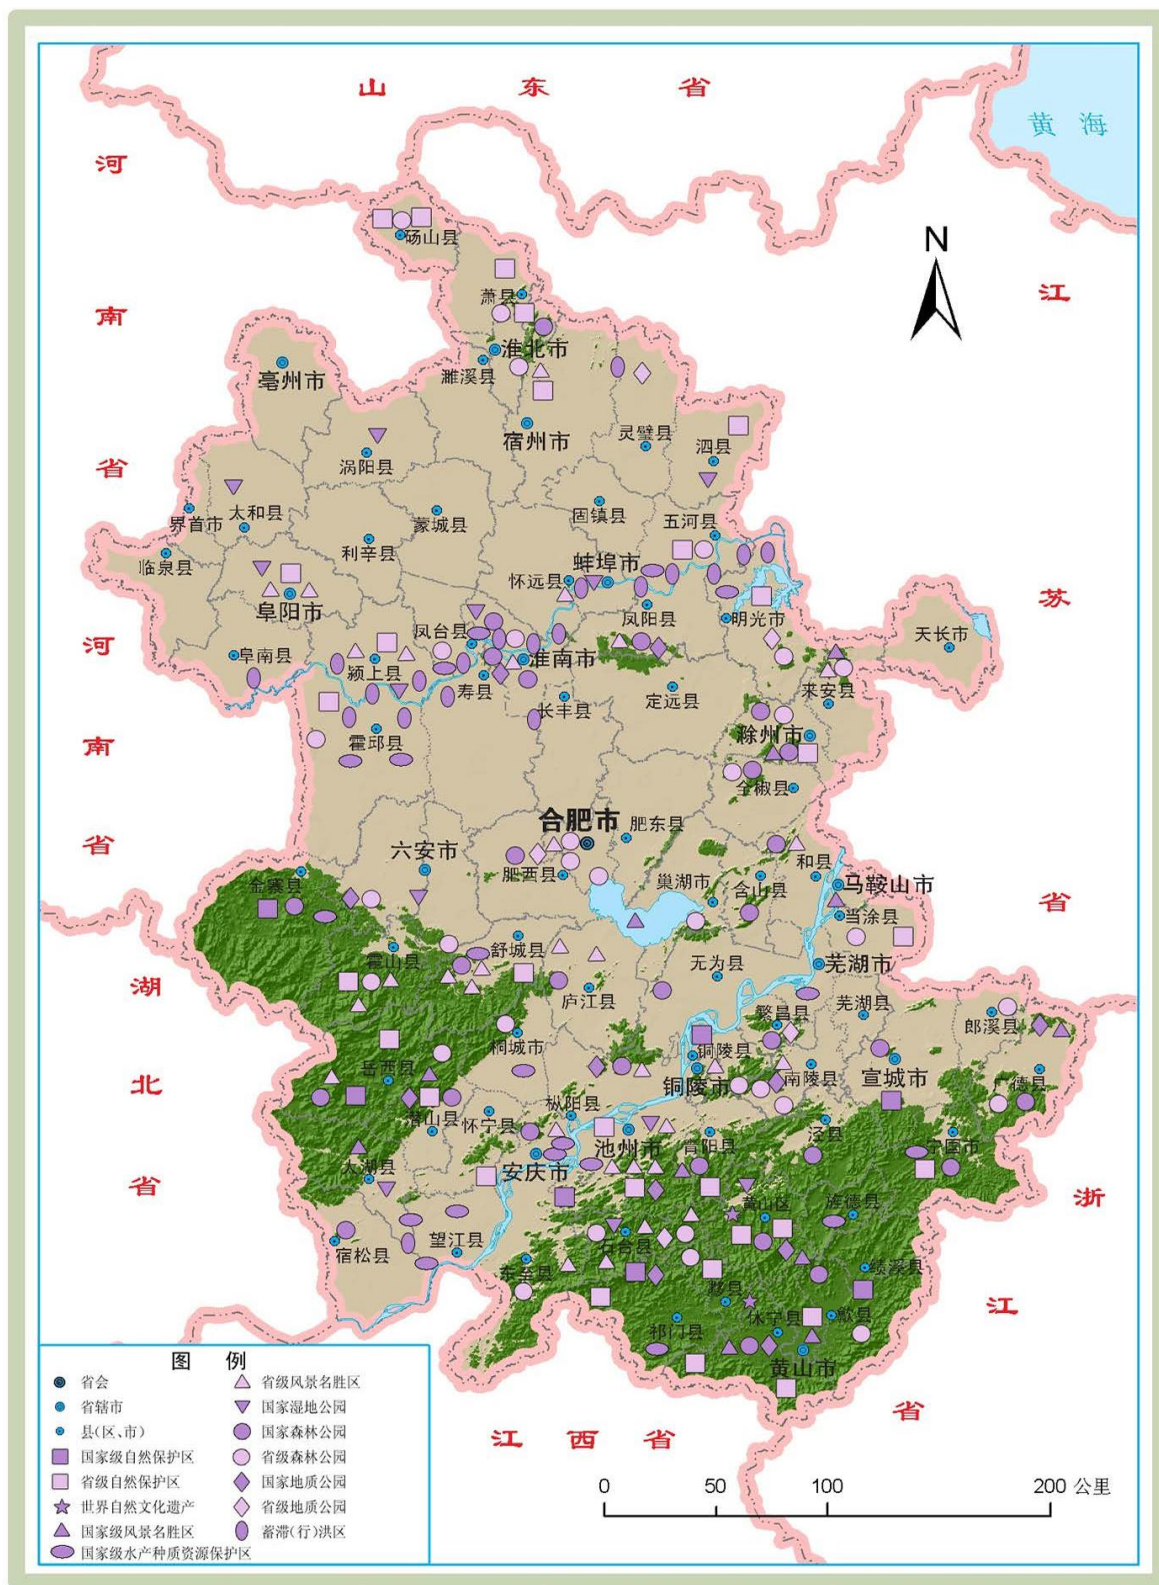 山 东 省
黄 海
河
南
省
河
南
省
湖
北
省
江
苏
省
浙
江
省
江 西 省
N
砀山县
萧县
淮北市
濉溪县
亳州市
宿州市
灵璧县
泗县
涡阳县
界首市
太和县
蒙城县
固镇县
五河县
利辛县
临泉县
怀远县
蚌埠市
阜阳市
凤台县
凤阳县
明光市
天长市
阜南县
颍上县
淮南市
寿县
长丰县
定远县
来安县
霍邱县
滁州市
全椒县
合肥市
肥东县
六安市
肥西县
和县
马鞍山市
金寨县
巢湖市
含山县
当涂县
霍山县
舒城县
无为县
芜湖市
庐江县
繁昌县
芜湖县
郎溪县
桐城市
铜陵县
岳西县
铜陵市
南陵县
宣城市
广德县
潜山县
怀宁县
枞阳县
池州市
青阳县
泾县
宁国市
太湖县
安庆市
黄山区
旌德县
宿松县
望江县
石台县
东至县
绩溪县
黟县
休宁县
歙县
祁门县
黄山市
图 例
省会
省辖市
县(区、市)
国家级自然保护区
省级自然保护区
世界自然文化遗产
国家级风景名胜区
国家级水产种质资源保护区
省级风景名胜区
国家湿地公园
国家森林公园
省级森林公园
国家地质公园
省级地质公园
蓄滞(行)洪区
0 50 100 200 公里